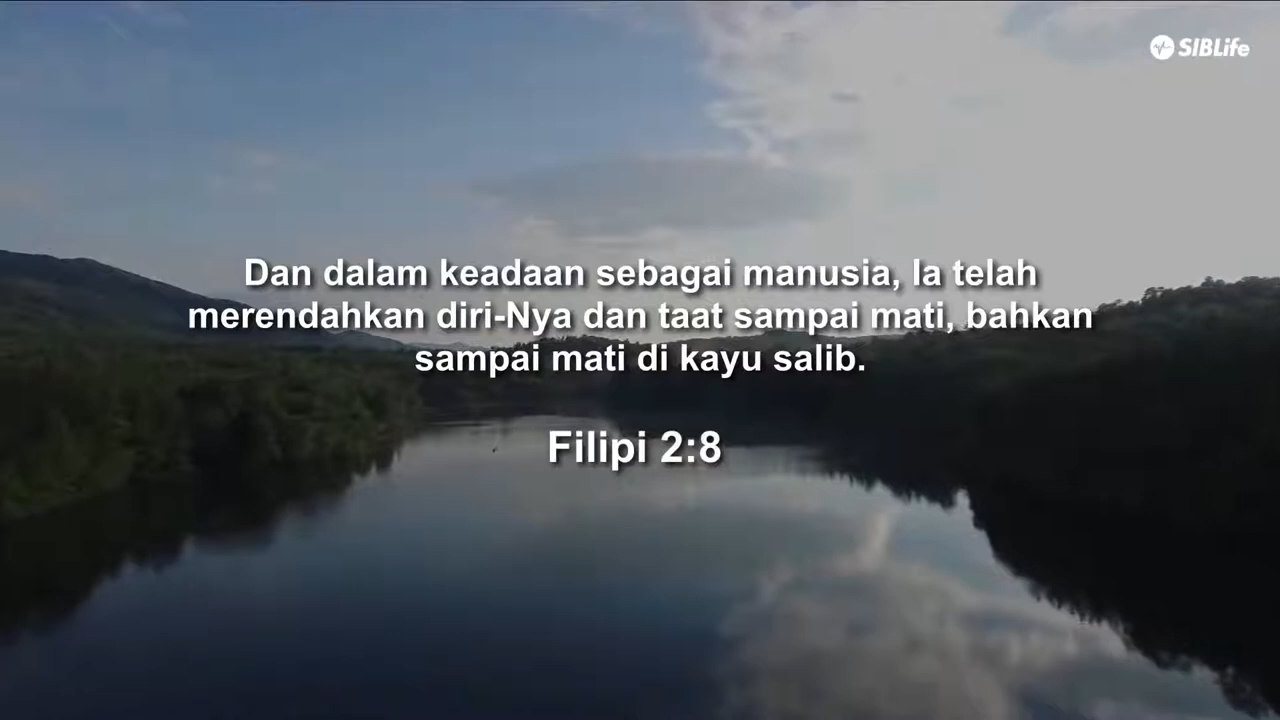 SIBLife
Dan dalam keadaan sebagai manusia, Ia telah
merendahkan diri-Nya dan taat sampai mati, bahkan
sampai mati di kayu salib.
Filipi 2:8